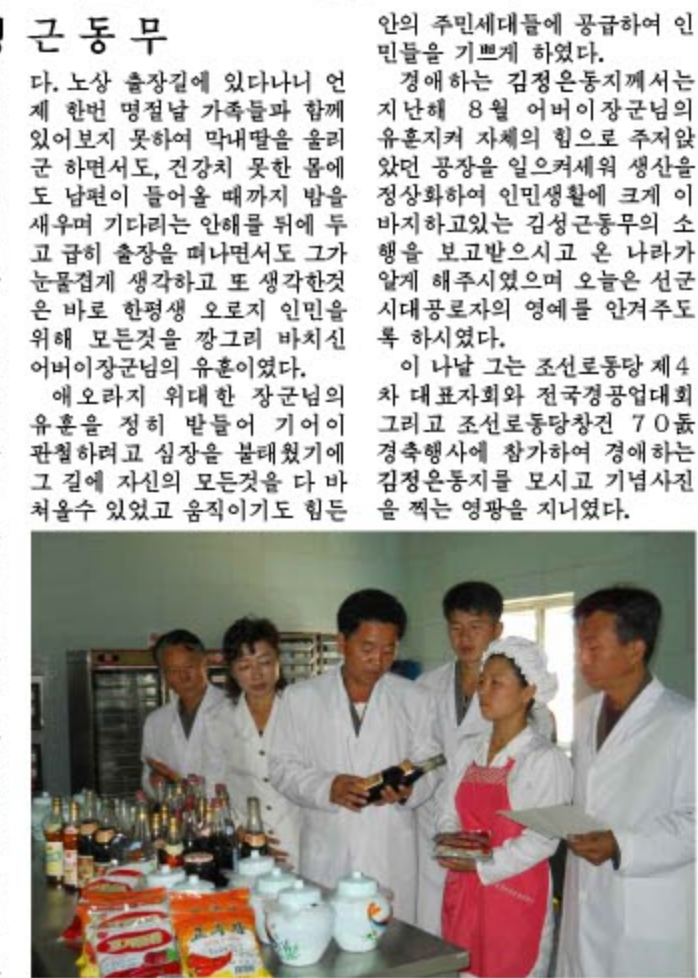 근동무
다. 노상 출장길에 있다나니 언
제 한번 명절날 가족들과 함께
있어보지 못하여 막내딸을 울리
군 하면서도, 건강치 못한 몸에
도 남편이 들어올 때까지 밤을
새우며 기다리는 안해를 뒤에 두
고 급히 출장을 떠나면서도 그가
눈물겹게 생각하고 또 생각한것
은 바로 한평생 오로지 인민을
위해 모든것을 깡그리 바치신
어버이장군님의 유훈이였다.
애오라지 위대한 장군님의
유훈을 정히 받들어 기어이
관철하려고 심장을 불태웠기에
그 길에 자신의 모든것을 다 바
쳐올수 있었고 움직이기도 힘든
안의 주민세대들에 공급하여 인
민들을 기쁘게 하였다.
경애하는 김정은동지께서는
지난해 8월 어버이장군님의
유훈지켜 자체의 힘으로 주저앉
았던 공장을 일으켜세워 생산을
정상화하여 인민생활에 크게 이
바지하고있는 김성근동무의 소
행을 보고받으시고 온 나라가
알게 해주시였으며 오늘은 선군
시대공로자의 영예를 안겨주도
록 하시였다.
이 나날 그는 조선로동당 제4
차 대표자회와 전국경공업대회
그리고 조선로동당창건 70돐
경축행사에 참가하여 경애하는
김정은동지를 모시고 기념사진
을 찍는 영광을 지니였다.